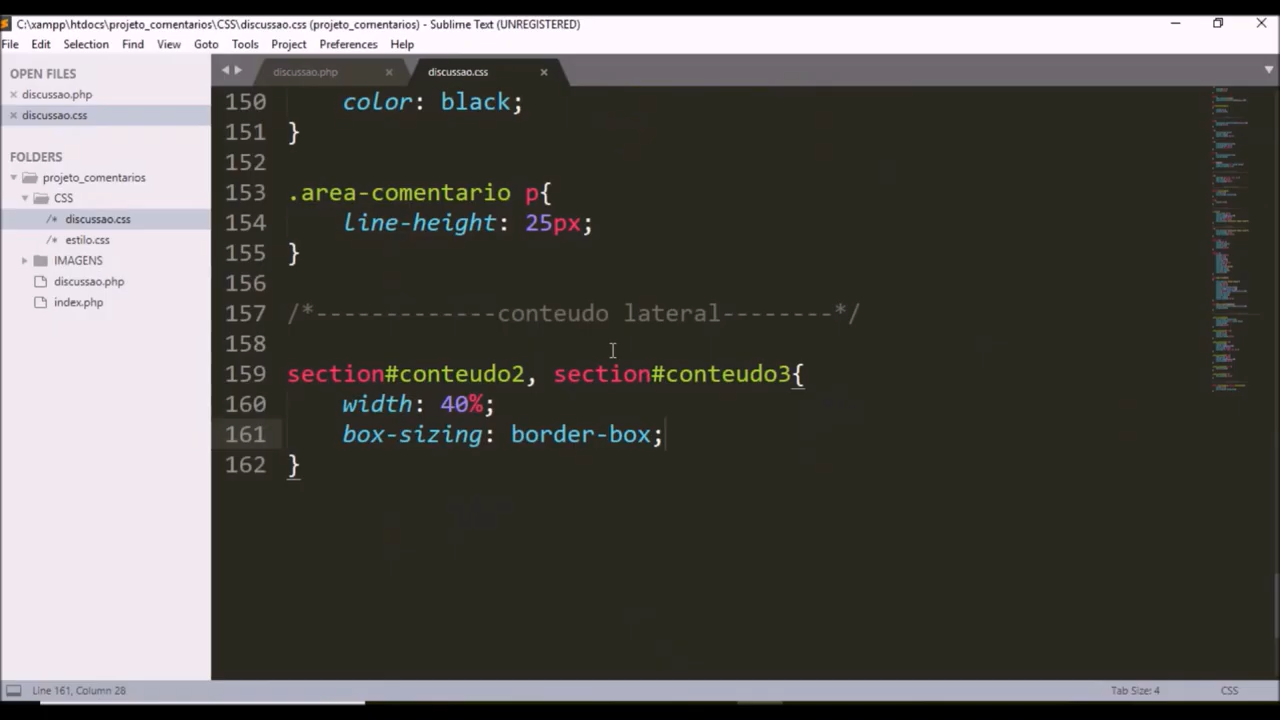 C:\xampp\htdocs\projeto_comentarios\CSS\discussao.css (projeto_comentarios) - Sublime Text (UNREGISTERED)
File Edit Selection Find View Goto Tools Project Preferences Help
OPEN FILES
× discussao.php
× discussao.css
FOLDERS
projeto_comentarios
CSS
/* discussao.css
/* estilo.css
IMAGENS
discussao.php
index.php
discussao.php × discussao.css ×
150 color: black;
151 }
152
153 .area-comentario p{
154 line-height: 25px;
155 }
156
157 /*-------------conteudo lateral--------*/
158
159 section#conteudo2, section#conteudo3{
160 width: 40%;
161 box-sizing: border-box;
162 }
Line 161, Column 28 Tab Size: 4 CSS